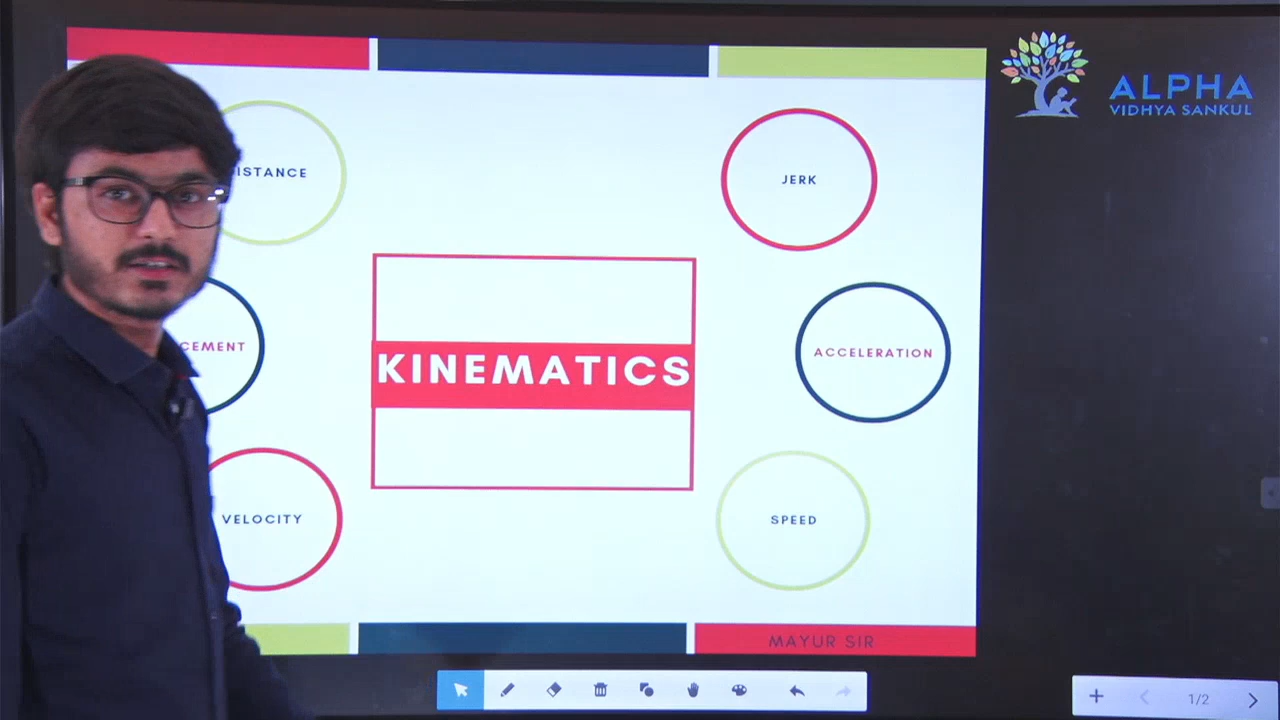 ALPHA
VIDHYA SANKUL
ISTANCE
JERK
CEMENT
KINEMATICS
ACCELERATION
VELOCITY
SPEED
MAYUR SIR
1/2